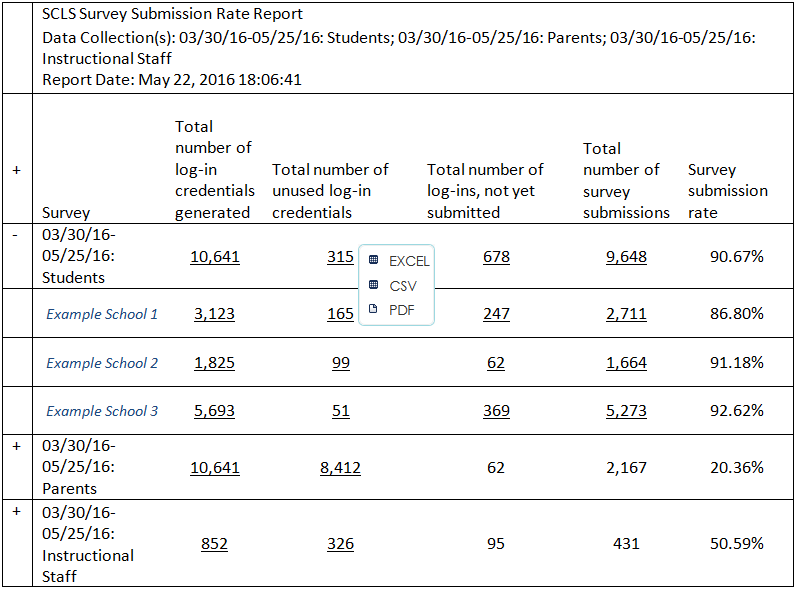 SCLS Survey Submission Rate Report
Data Collection(s): 03/30/16-05/25/16: Students; 03/30/16-05/25/16: Parents; 03/30/16-05/25/16:
Instructional Staff
Report Date: May 22, 2016 18:06:41
+
Survey
Total
number of
log-in
credentials
generated
Total number of
unused log-in
credentials
Total number of
log-ins, not yet
submitted
Total
number of
survey
submissions
Survey
submission
rate
-
03/30/16-
05/25/16:
Students
10,641 315 678 9,648 90.67%
EXCEL
CSV
PDF
Example School 1 3,123 165 247 2,711 86.80%
Example School 2 1,825 99 62 1,664 91.18%
Example School 3 5,693 51 369 5,273 92.62%
+
03/30/16-
05/25/16:
Parents
10,641 8,412 62 2,167 20.36%
+
03/30/16-
05/25/16:
Instructional
Staff
852 326 95 431 50.59%